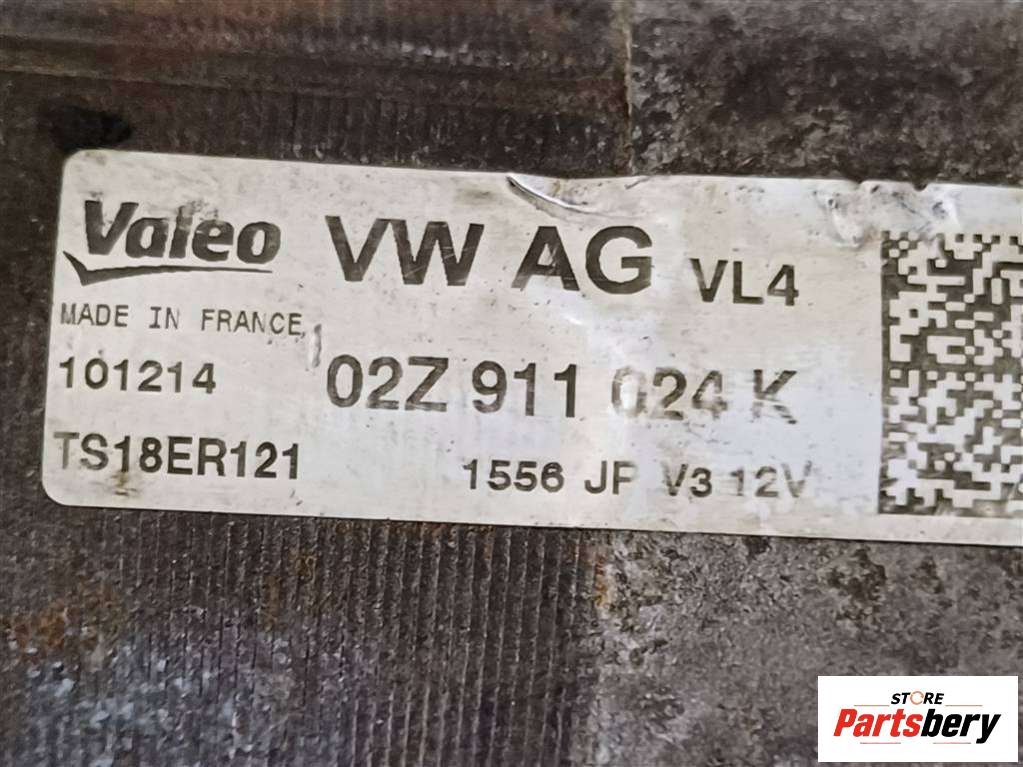 Valeo VW AG VL4
MADE IN FRANCE
101214 02Z 911 024 K
TS18ER121 1556 JP V3 12V
STORE
Partsbery